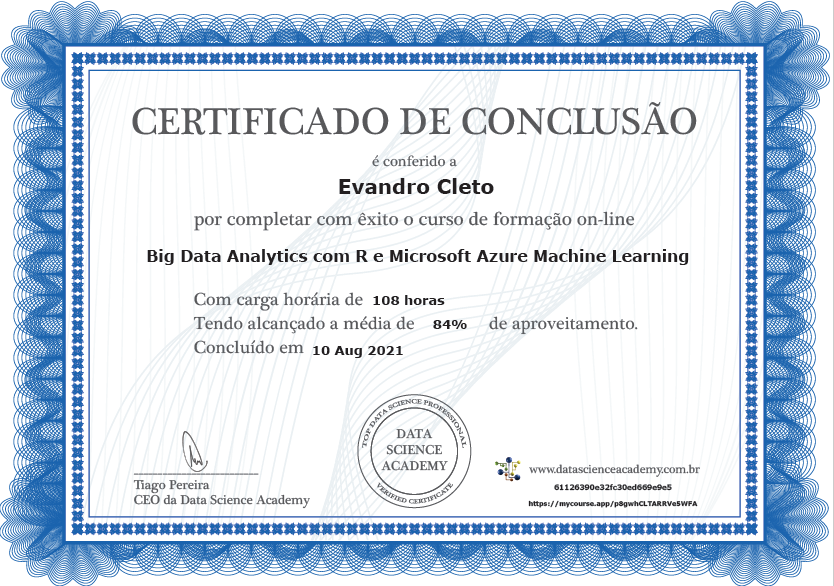 CERTIFICADO DE CONCLUSÃO
é conferido a
Evandro Cleto
por completar com êxito o curso de formação on-line
Big Data Analytics com R e Microsoft Azure Machine Learning
Com carga horária de 108 horas
Tendo alcançado a média de 84% de aproveitamento.
Concluído em 10 Aug 2021
TOP DATA SCIENCE PROFESSIONAL
DATA
SCIENCE
ACADEMY
VERIFIED CERTIFICATE
Tiago Pereira
CEO da Data Science Academy
www.datascienceacademy.com.br
61126390e32fc30ed669e9e5
https://mycourse.app/p8gwhCLTARRVe5WFA